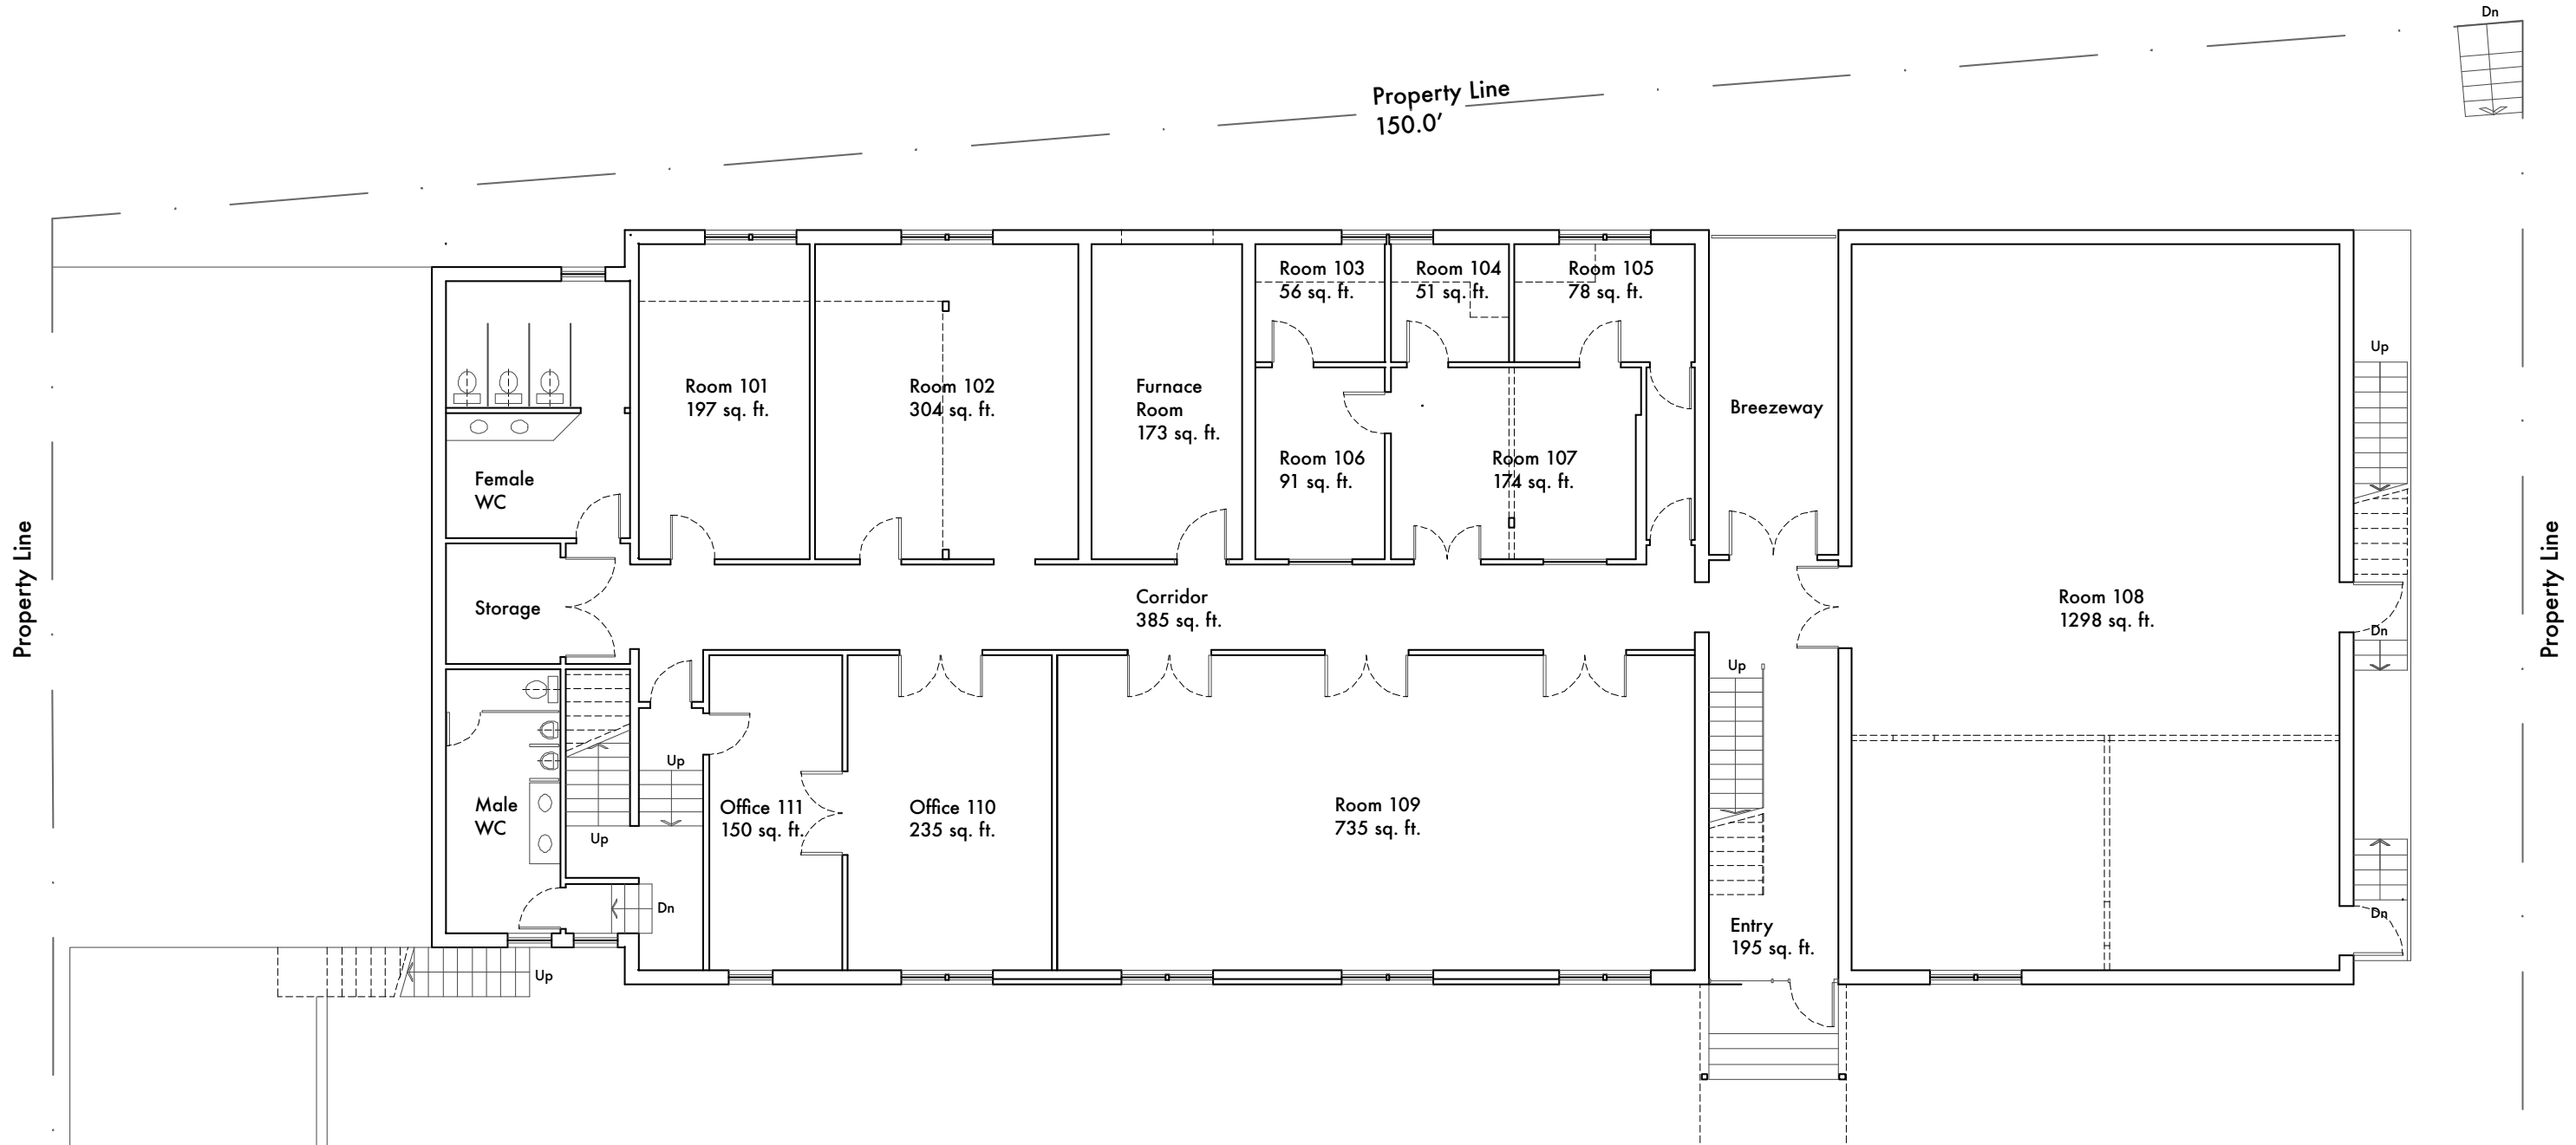 Dn
Property Line
150.0’
Room 103
56 sq. ft.
Room 104
51 sq. ft.
Room 105
78 sq. ft.
Up
Room 101
197 sq. ft.
Room 102
304 sq. ft.
Furnace
Room
173 sq. ft.
Breezeway
Room 106
91 sq. ft.
Room 107
174 sq. ft.
Female
WC
Property Line
Storage
Corridor
385 sq. ft.
Room 108
1298 sq. ft.
Property Line
Dn
Up
Up
Male
WC
Office 111
150 sq. ft.
Office 110
235 sq. ft.
Room 109
735 sq. ft.
Up
Dn
Dn
Entry
195 sq. ft.
Up